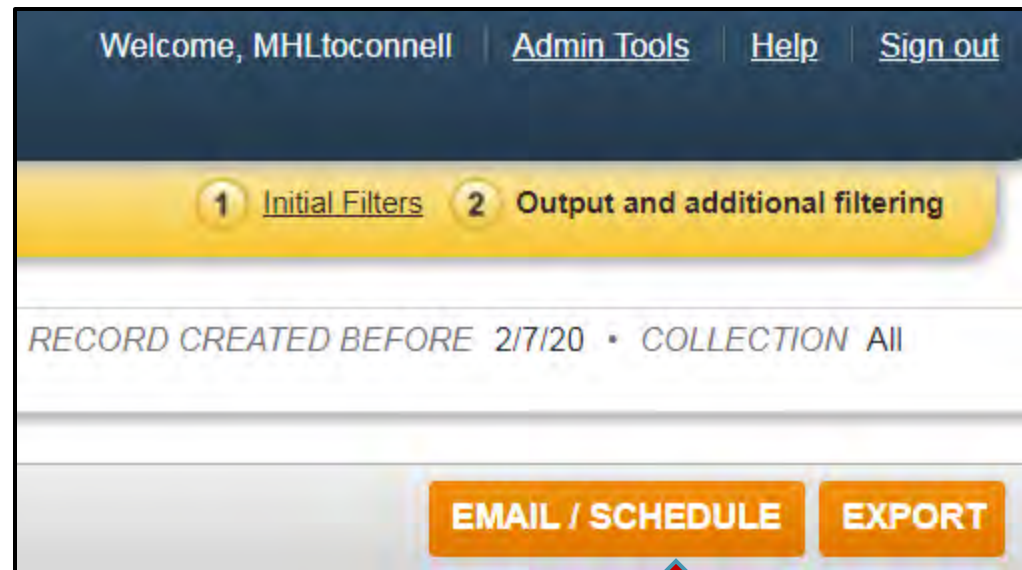 Welcome, MHLtoconnell Admin Tools Help Sign out
1 Initial Filters 2 Output and additional filtering
RECORD CREATED BEFORE 2/7/20 • COLLECTION All
EMAIL / SCHEDULE EXPORT